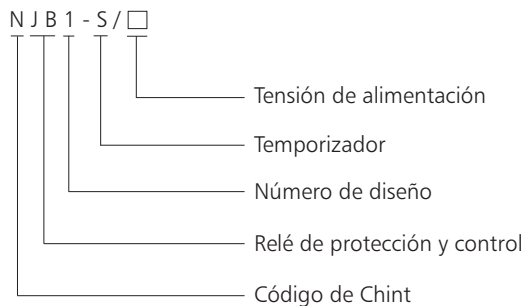 N J B 1 - S / □
Tensión de alimentación
Temporizador
Número de diseño
Relé de protección y control
Código de Chint